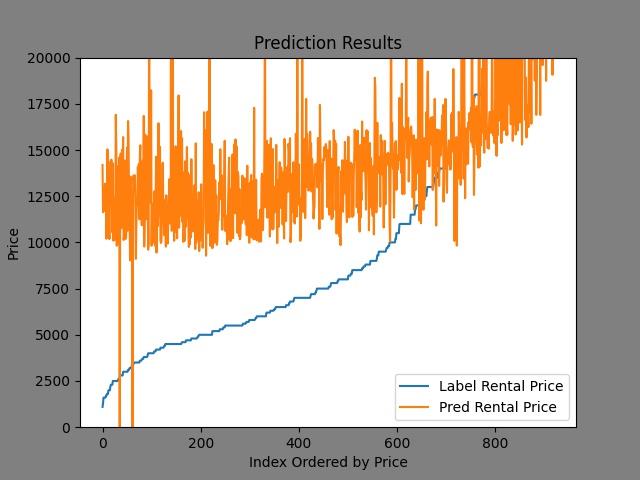 Prediction Results
20000
17500
15000
12500
10000
7500
5000
2500
0
Price
0 200 400 600 800
Index Ordered by Price
Label Rental Price
Pred Rental Price